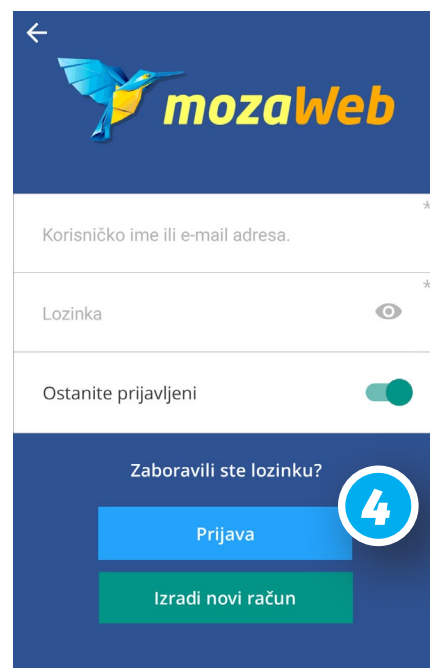 mozaWeb
*
Korisničko ime ili e-mail adresa.
*
Lozinka
Ostanite prijavljeni
Zaboravili ste lozinku?
4
Prijava
Izradi novi račun